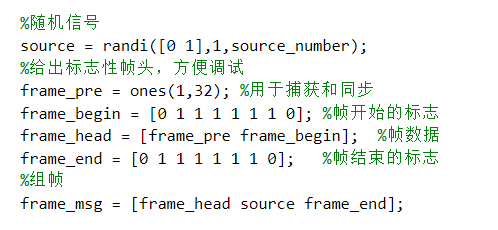 %随机信号
source = randi([0 1],1,source_number);
%给出标志性帧头，方便调试
frame_pre = ones(1,32); %用于捕获和同步
frame_begin = [0 1 1 1 1 1 1 0]; %帧开始的标志
frame_head = [frame_pre frame_begin]; %帧数据
frame_end = [0 1 1 1 1 1 1 0]; %帧结束的标志
%组帧
frame_msg = [frame_head source frame_end];